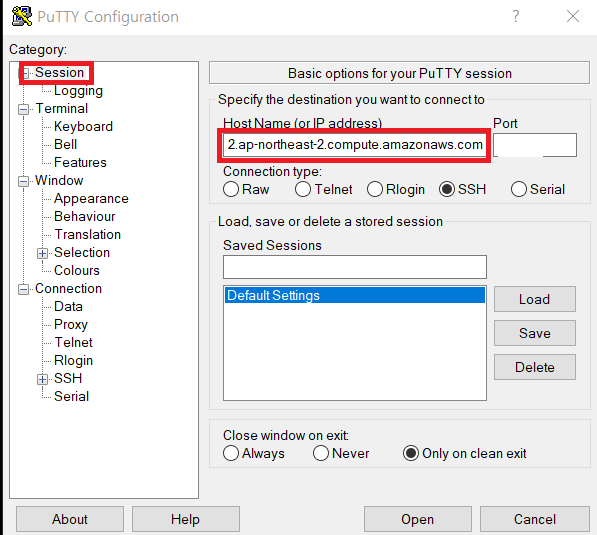 PuTTY Configuration
Category:
Session
Logging
Terminal
Keyboard
Bell
Features
Window
Appearance
Behaviour
Translation
Selection
Colours
Connection
Data
Proxy
Telnet
Rlogin
SSH
Serial
Basic options for your PuTTY session
Specify the destination you want to connect to
Host Name (or IP address) Port
2.ap-northeast-2.compute.amazonaws.com
Connection type:
Raw Telnet Rlogin SSH Serial
Load, save or delete a stored session
Saved Sessions
Default Settings
Load
Save
Delete
Close window on exit:
Always Never Only on clean exit
About Help Open Cancel